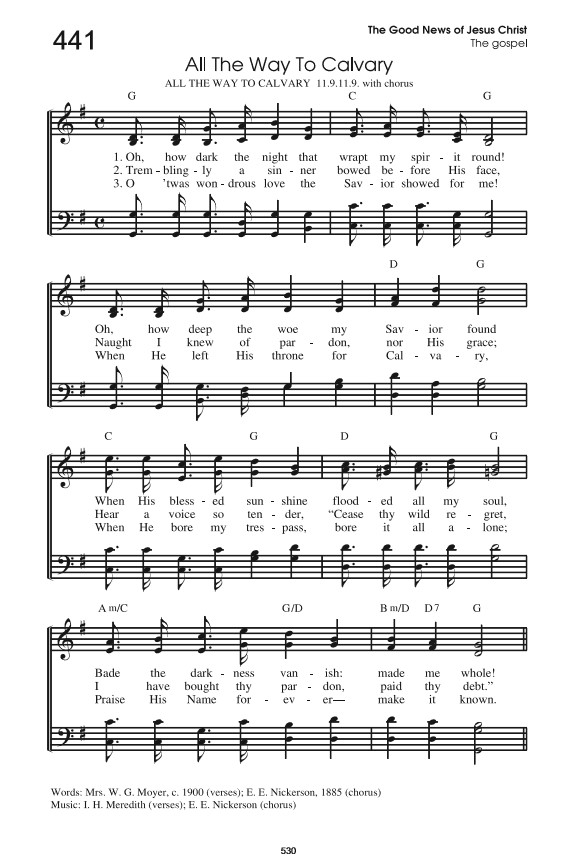 441
The Good News of Jesus Christ
The gospel
All The Way To Calvary
ALL THE WAY TO CALVARY 11.9.11.9. with chorus
G C G
1. Oh, how dark the night that wrapt my spir - it round!
2. Trem - bling - ly a sin - ner bowed be - fore His face,
3. O 'twas won - drous love the Sav - ior showed for me!
D G
Oh, how deep the woe my Sav - ior found
Naught I knew of par - don, nor His grace;
When He left His throne for Cal - va - ry,
C G D G
When His bless - ed sun - shine flood - ed all my soul,
Hear a voice so ten - der, “Cease thy wild re - gret,
When He bore my tres - pass, bore it all a - lone;
A m/C G/D B m/D D 7 G
Bade the dark - ness van - ish: made me whole!
I have bought thy par - don, paid thy debt.”
Praise His Name for - ev - er— make it known.
Words: Mrs. W. G. Moyer, c. 1900 (verses); E. E. Nickerson, 1885 (chorus)
Music: I. H. Meredith (verses); E. E. Nickerson (chorus)
530